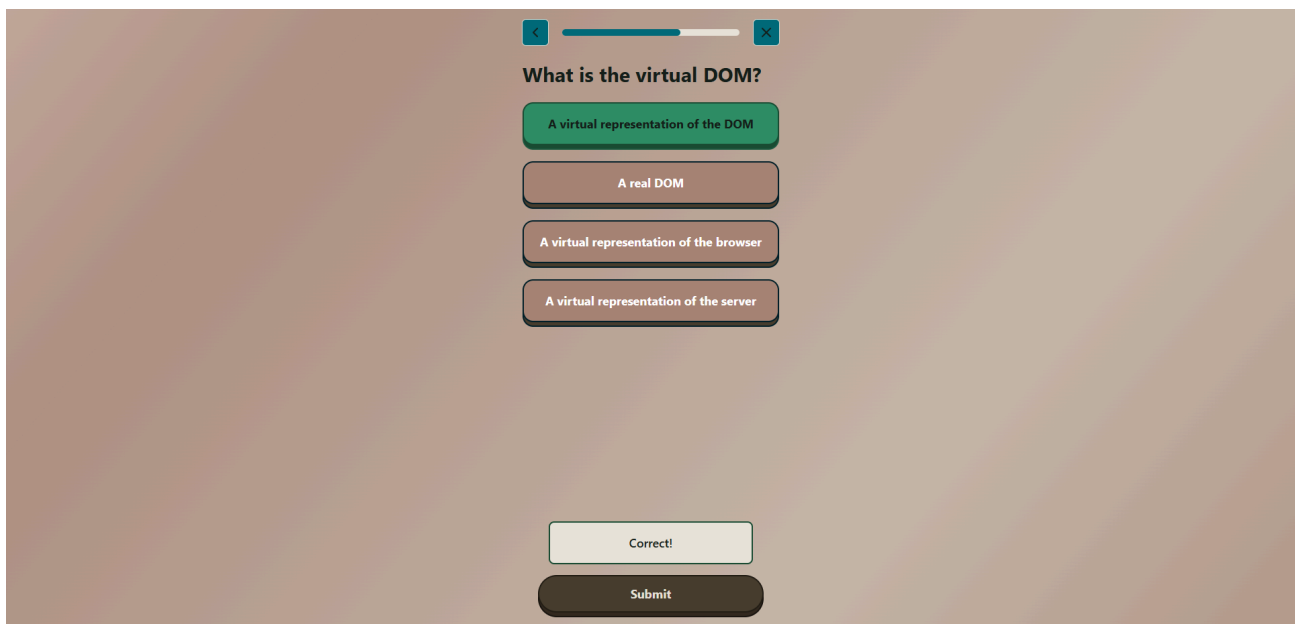 What is the virtual DOM?
A virtual representation of the DOM
A real DOM
A virtual representation of the browser
A virtual representation of the server
Correct!
Submit